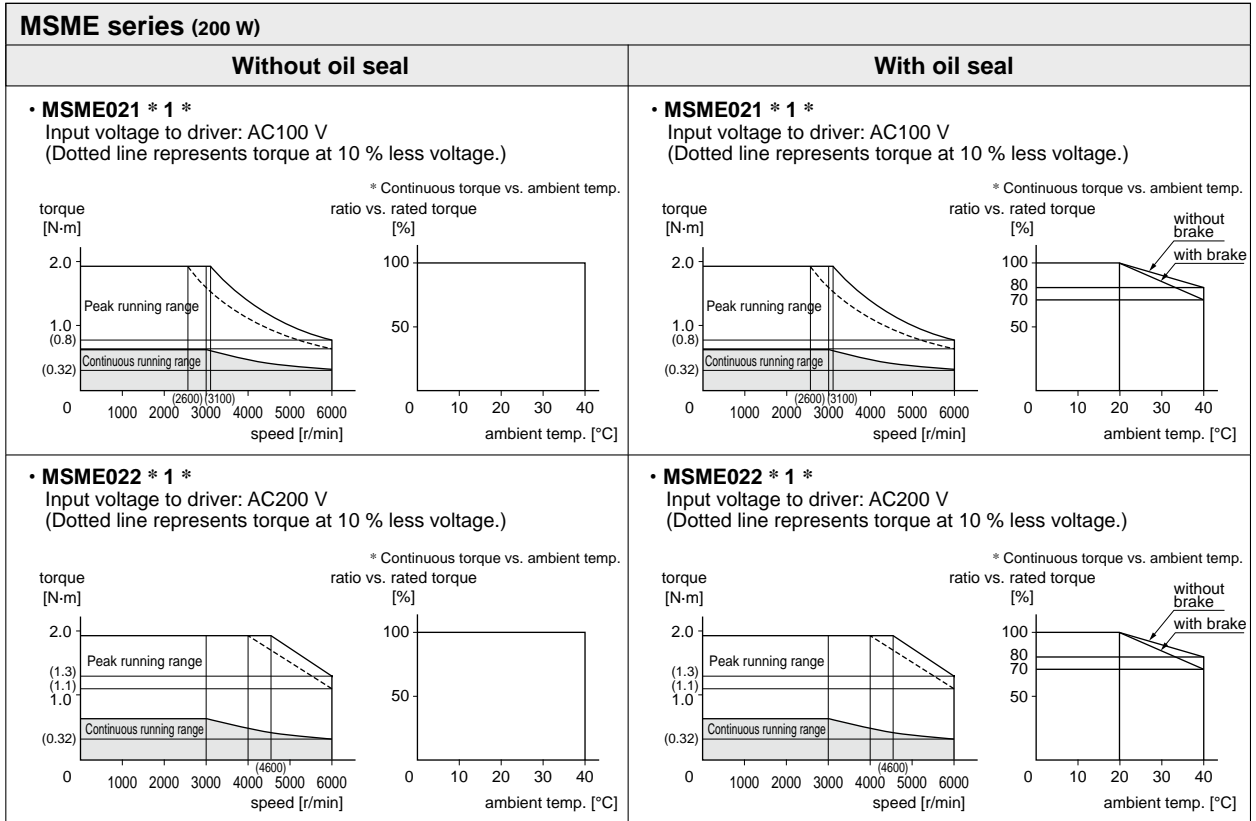 MSME series (200 W)
Without oil seal
With oil seal
・MSME021 * 1 *
Input voltage to driver: AC100 V
(Dotted line represents torque at 10 % less voltage.)
* Continuous torque vs. ambient temp.
torque
[N·m]
ratio vs. rated torque
[%]
2.0
1.0
(0.8)
(0.32)
Peak running range
Continuous running range
(2600) (3100)
0 1000 2000 3000 4000 5000 6000
speed [r/min]
100
50
0 10 20 30 40
ambient temp. [°C]
・MSME021 * 1 *
Input voltage to driver: AC100 V
(Dotted line represents torque at 10 % less voltage.)
* Continuous torque vs. ambient temp.
torque
[N·m]
ratio vs. rated torque
[%]
without
brake
with brake
2.0
1.0
(0.8)
(0.32)
Peak running range
Continuous running range
(2600) (3100)
0 1000 2000 3000 4000 5000 6000
speed [r/min]
100
80
70
50
0 10 20 30 40
ambient temp. [°C]
・MSME022 * 1 *
Input voltage to driver: AC200 V
(Dotted line represents torque at 10 % less voltage.)
* Continuous torque vs. ambient temp.
torque
[N·m]
ratio vs. rated torque
[%]
2.0
(1.3)
(1.1)
1.0
(0.32)
Peak running range
Continuous running range
(4600)
0 1000 2000 3000 4000 5000 6000
speed [r/min]
100
50
0 10 20 30 40
ambient temp. [°C]
・MSME022 * 1 *
Input voltage to driver: AC200 V
(Dotted line represents torque at 10 % less voltage.)
* Continuous torque vs. ambient temp.
torque
[N·m]
ratio vs. rated torque
[%]
without
brake
with brake
2.0
(1.3)
(1.1)
1.0
(0.32)
Peak running range
Continuous running range
(4600)
0 1000 2000 3000 4000 5000 6000
speed [r/min]
100
80
70
50
0 10 20 30 40
ambient temp. [°C]